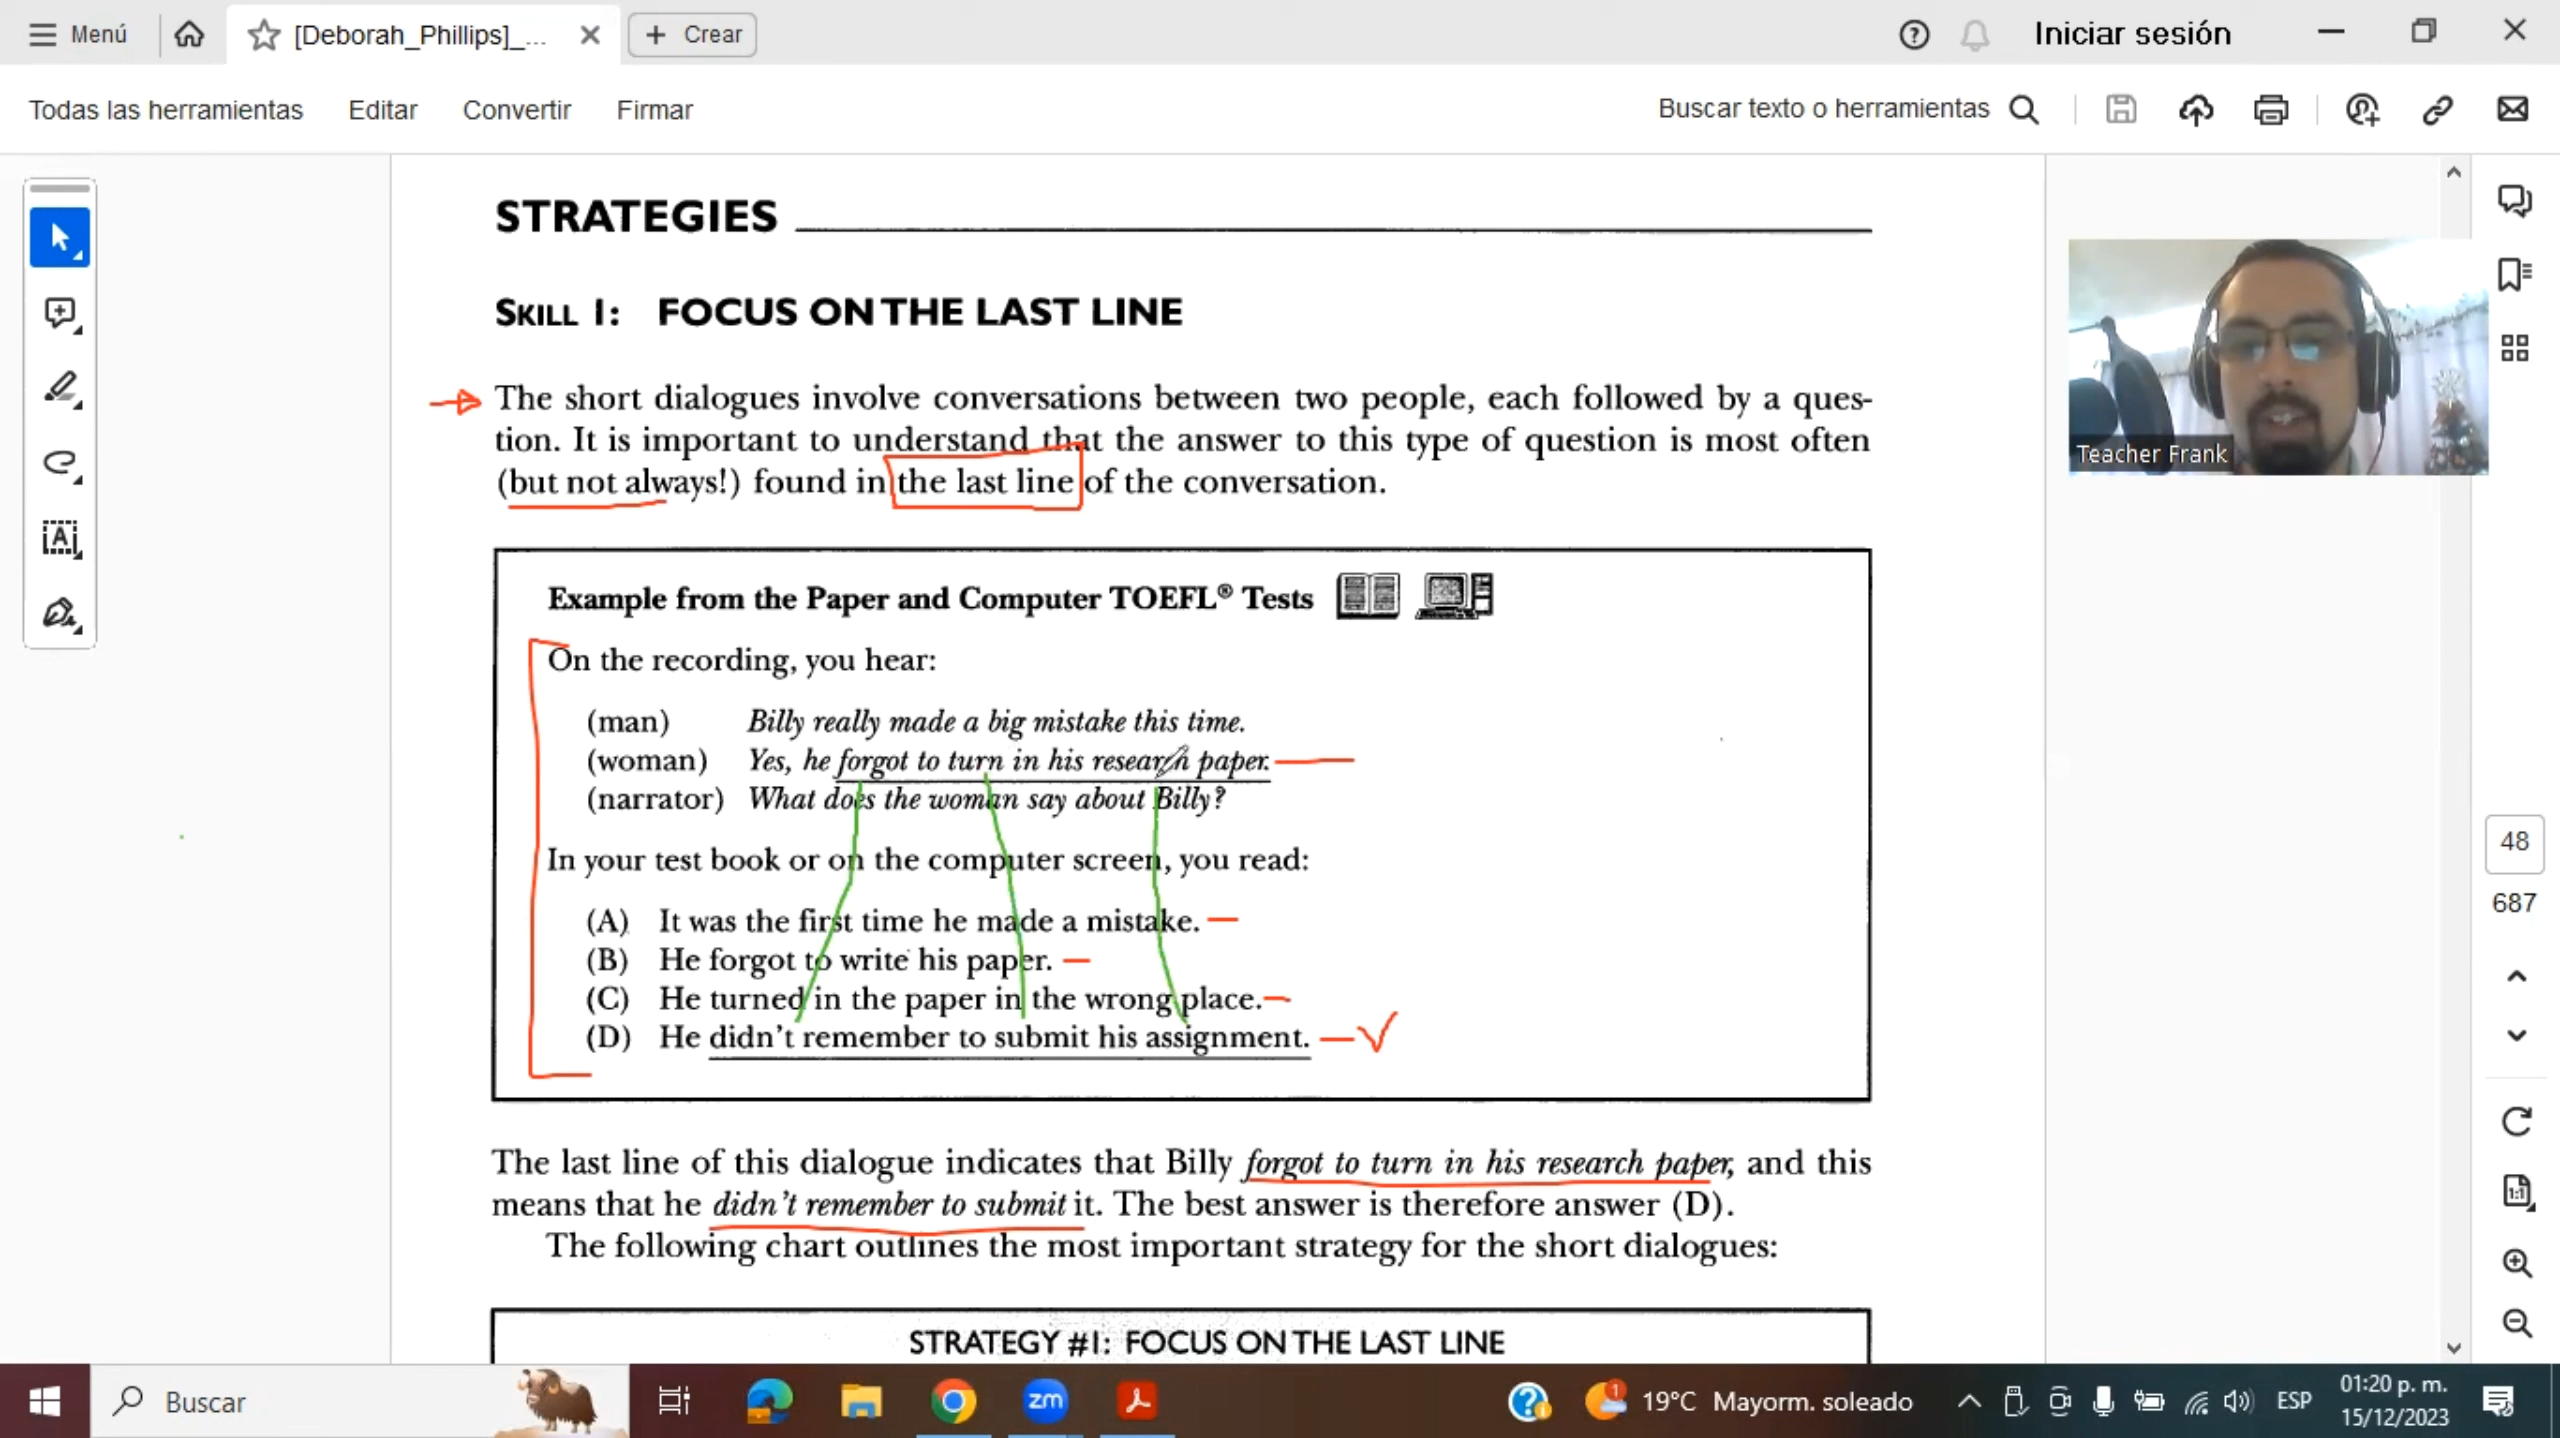 Menú
[Deborah_Phillips]_...
Crear
Iniciar sesión
Todas las herramientas
Editar
Convertir
Firmar
Buscar texto o herramientas
STRATEGIES
SKILL 1: FOCUS ON THE LAST LINE
The short dialogues involve conversations between two people, each followed by a ques-
tion. It is important to understand that the answer to this type of question is most often
(but not always!) found in the last line of the conversation.
Teacher Frank
Example from the Paper and Computer TOEFL® Tests
On the recording, you hear:
(man) Billy really made a big mistake this time.
(woman) Yes, he forgot to turn in his research paper.
(narrator) What does the woman say about Billy?
In your test book or on the computer screen, you read:
(A) It was the first time he made a mistake.
(B) He forgot to write his paper.
(C) He turned in the paper in the wrong place.
(D) He didn't remember to submit his assignment.
The last line of this dialogue indicates that Billy forgot to turn in his research paper, and this
means that he didn't remember to submit it. The best answer is therefore answer (D).
The following chart outlines the most important strategy for the short dialogues:
STRATEGY #1: FOCUS ON THE LAST LINE
48
687
1:1
Buscar
zm
1
19°C Mayorm. soleado
ESP
01:20 p. m.
15/12/2023